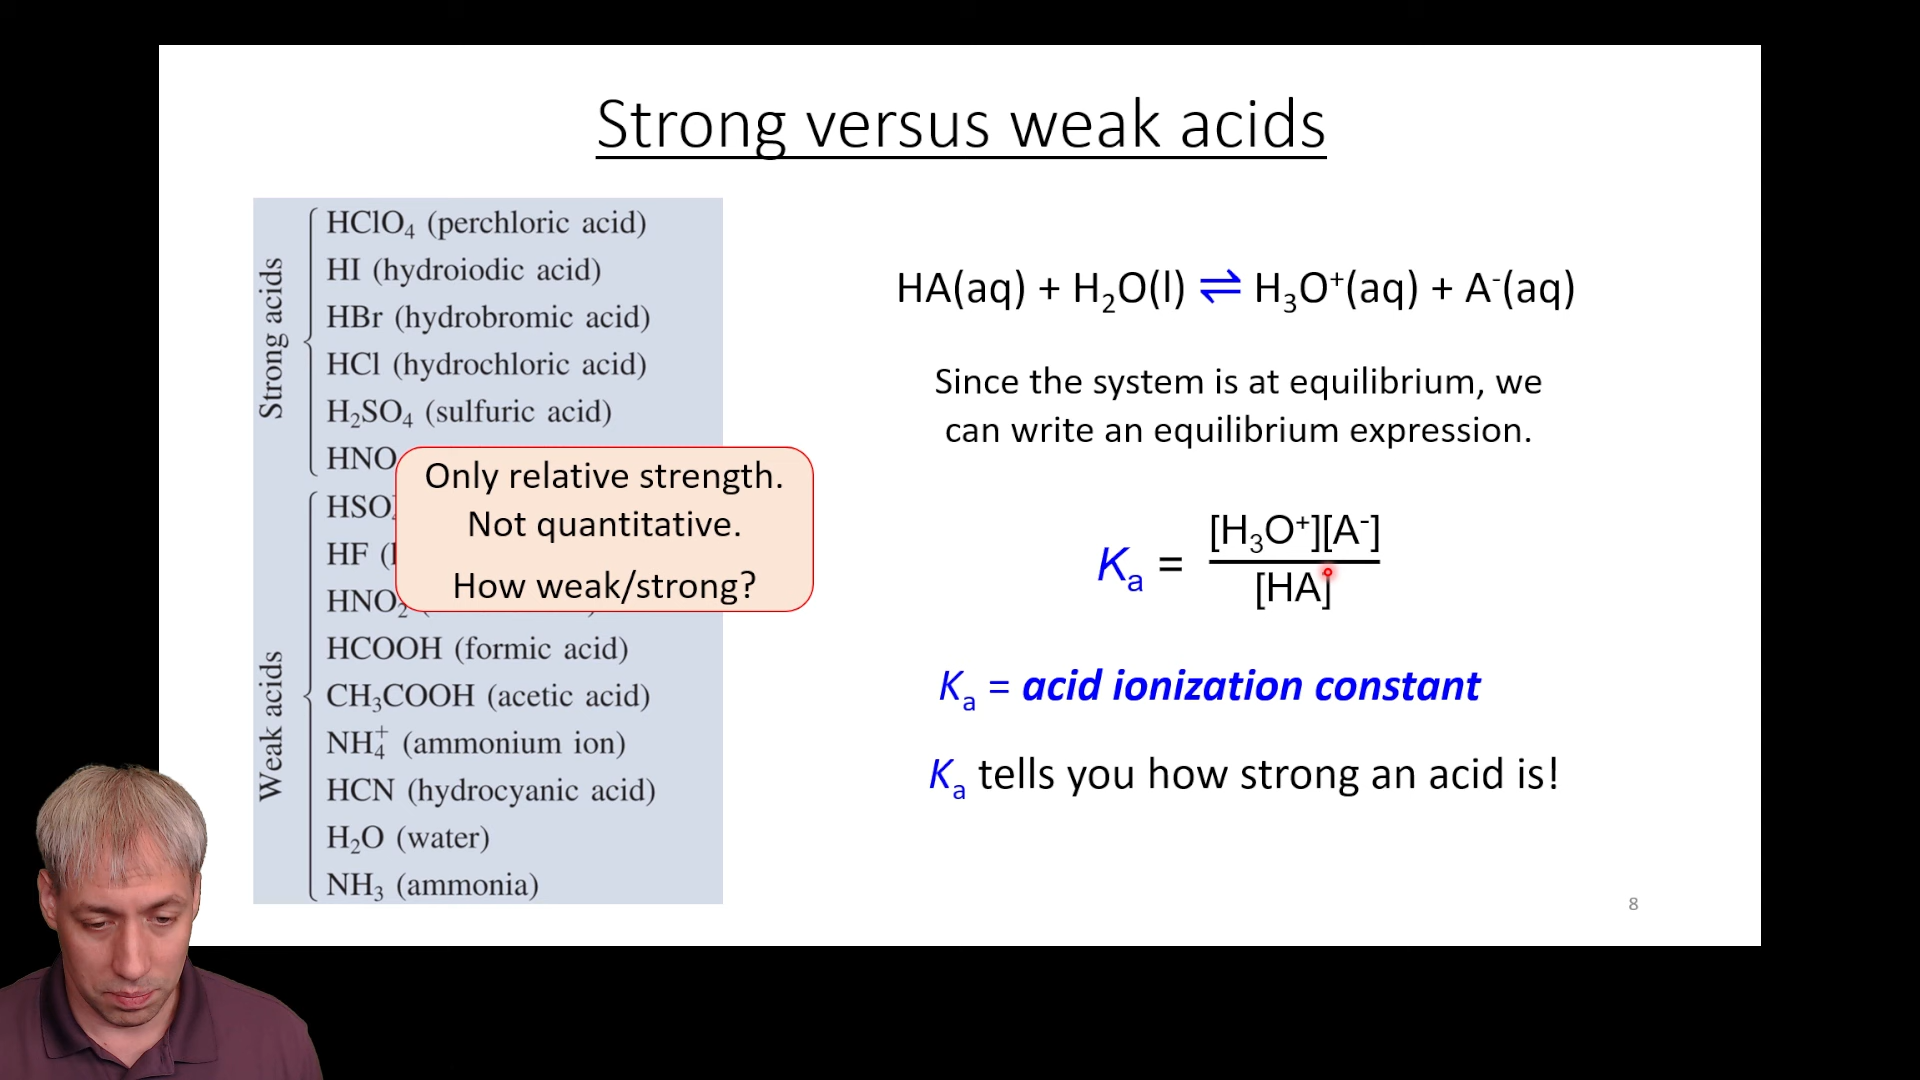 Strong versus weak acids
Strong acids
HClO₄ (perchloric acid)
HI (hydroiodic acid)
HBr (hydrobromic acid)
HCl (hydrochloric acid)
H₂SO₄ (sulfuric acid)
HNO
Weak acids
HSO
HF (
HNO₂ (
HCOOH (formic acid)
CH₃COOH (acetic acid)
NH₄⁺ (ammonium ion)
HCN (hydrocyanic acid)
H₂O (water)
NH₃ (ammonia)
Only relative strength.
Not quantitative.
How weak/strong?
HA(aq) + H₂O(l) ⇌ H₃O⁺(aq) + A⁻(aq)
Since the system is at equilibrium, we
can write an equilibrium expression.
Kₐ = [H₃O⁺][A⁻]
[HA]
Kₐ = acid ionization constant
Kₐ tells you how strong an acid is!
8